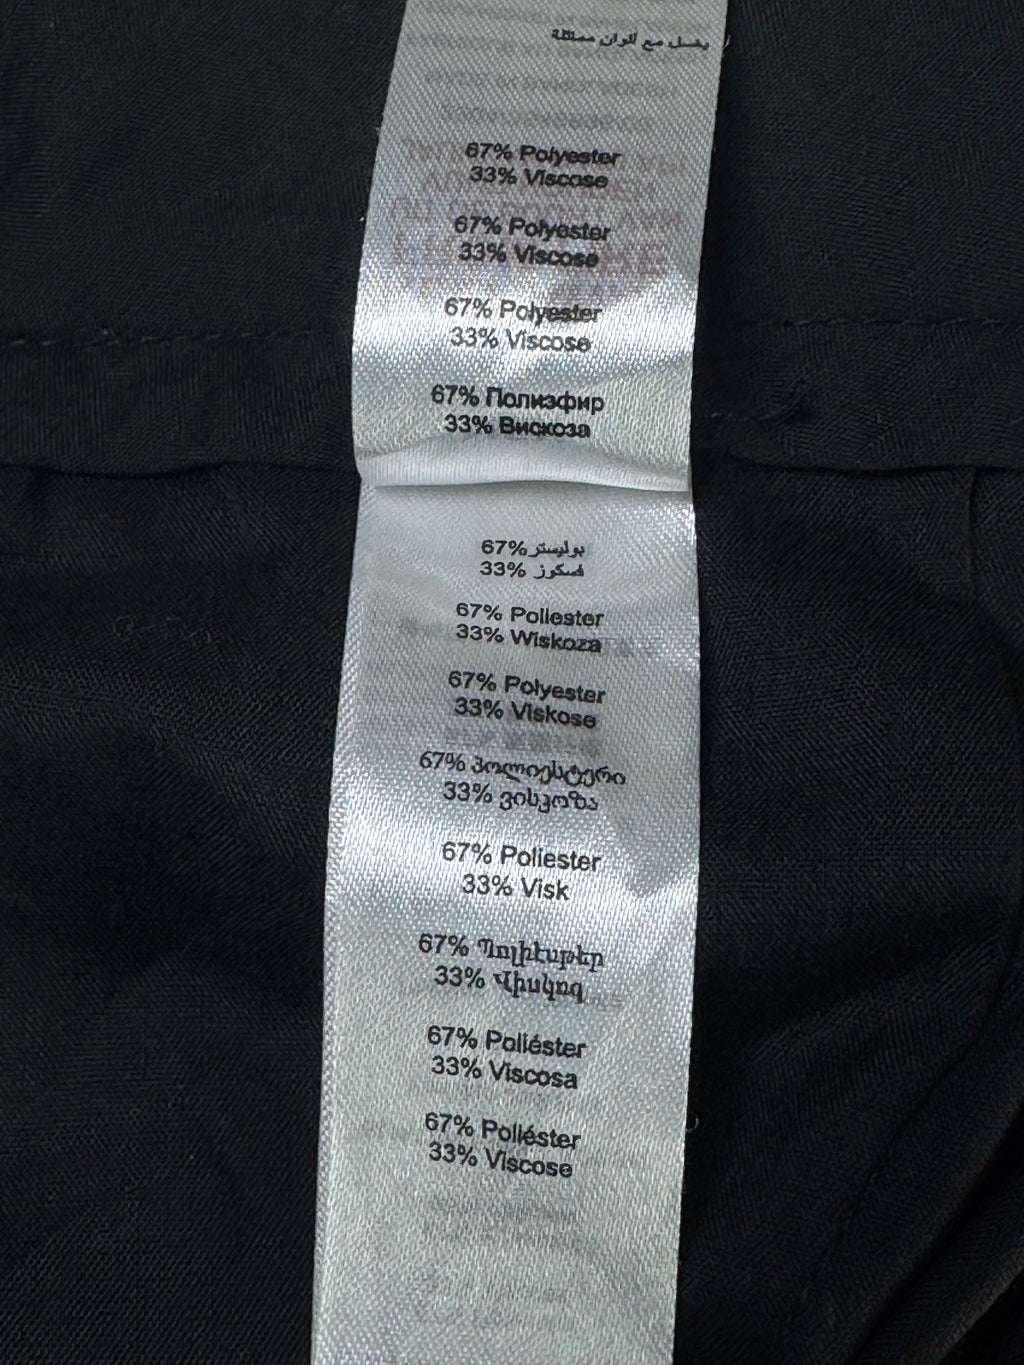 يغسل مع ألوان مماثلة
67% Polyester
33% Viscose
67% Polyester
33% Viscose
67% Polyester
33% Viscose
67% Полиэфир
33% Вискоза
67% بوليستر
33% فسكوز
67% Poliester
33% Wiskoza
67% Polyester
33% Viskose
67% პოლიესტერი
33% ვისკოზა
67% Poliester
33% Visk
67% Պոլիէսթեր
33% Վիսկոզ
67% Poliéster
33% Viscosa
67% Poliéster
33% Viscose